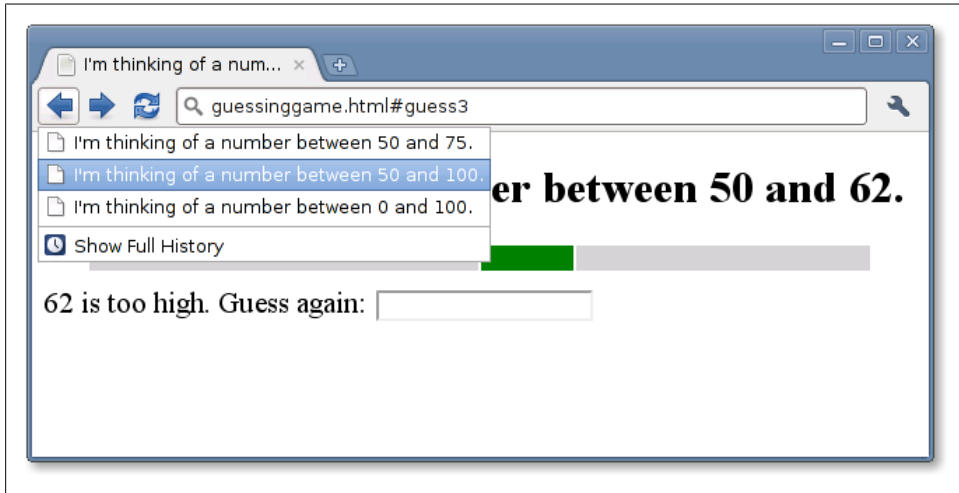 I'm thinking of a num...
guessinggame.html#guess3
I'm thinking of a number between 50 and 75.
I'm thinking of a number between 50 and 100.
I'm thinking of a number between 0 and 100.
Show Full History
er between 50 and 62.
62 is too high. Guess again: